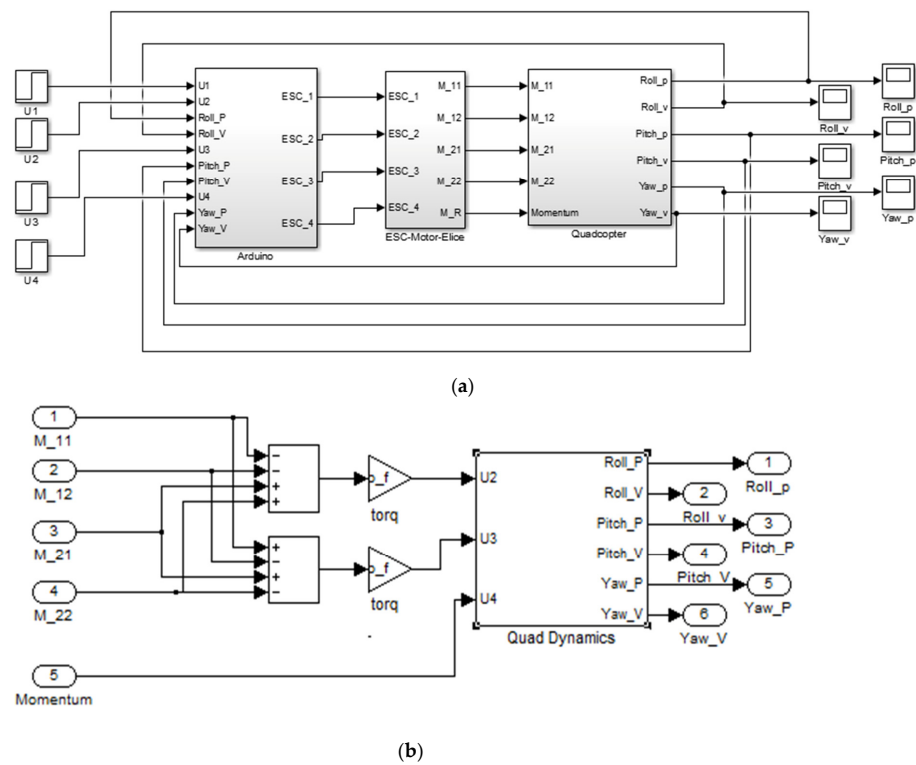 U1
U2
U3
U4
U1
U2
Roll_P
Roll_V
U3
Pitch_P
Pitch_V
U4
Yaw_P
Yaw_V
ESC_1
ESC_2
ESC_3
ESC_4
Arduino
ESC_1
ESC_2
ESC_3
ESC_4
M_11
M_12
M_21
M_22
M_R
ESC-Motor-Elice
M_11
M_12
M_21
M_22
Momentum
Roll_p
Roll_v
Pitch_p
Pitch_v
Yaw_p
Yaw_v
Quadcopter
Roll_v
Pitch_v
Yaw_v
Roll_p
Pitch_p
Yaw_p
(a)
1
M_11
2
M_12
3
M_21
4
M_22
5
Momentum
-
-
+
+
+
-
+
-
o_f
torq
o_f
torq
-
U2
U3
U4
Roll_P
Roll_V
Pitch_P
Pitch_V
Yaw_P
Yaw_V
Quad Dynamics
1
Roll_p
2
Roll_v
3
Pitch_P
4
Pitch_V
5
Yaw_P
6
Yaw_V
(b)